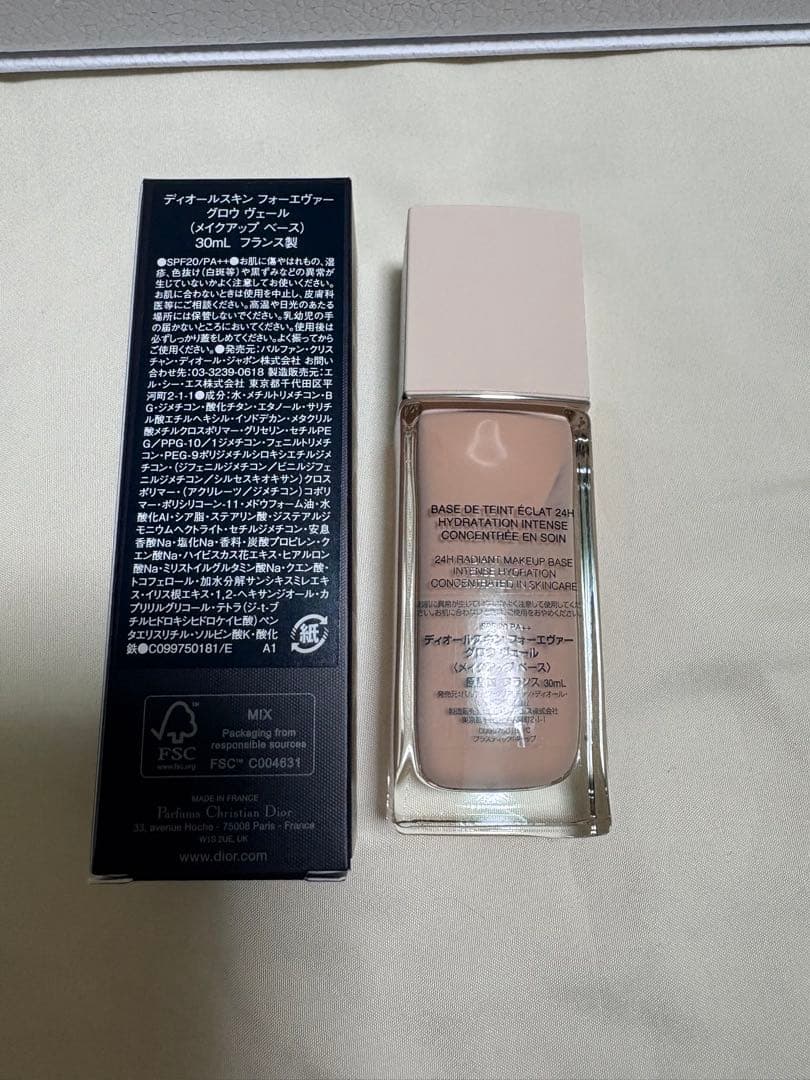 ディオールスキン フォーエヴァー
グロウ ヴェール
(メイクアップ ベース)
30mL フランス製
●SPF20/PA++●お肌に傷やはれもの、湿
疹、色抜け(白斑等)や黒ずみなどの異常が
生じていないかよく注意してお使いください。
お肌に合わないときは使用を中止し、皮膚科
医等にご相談ください。高温や日光のあたる
場所には保管しないでください。乳幼児の手
の届かないところにおいてください。使用後は
必ずしっかり蓋をしめてください。よく振ってから
ご使用ください。●発売元:パルファン・クリス
チャン・ディオール・ジャポン株式会社 お問い
合わせ先:03-3239-0618 製造販売元:エ
ル・シー・エス株式会社 東京都千代田区平
河町2-1-1●成分:水・メチルトリメチコン・B
G・ジメチコン・酸化チタン・エタノール・サリチ
ル酸エチルヘキシル・イソドデカン・メタクリル
酸メチルクロスポリマー・グリセリン・セチルPE
G/PPG-10/1ジメチコン・フェニルトリメチ
コン・PEG-9ポリジメチルシロキシエチルジメ
チコン・(ジフェニルジメチコン/ビニルジフェ
ニルジメチコン/シルセスキオキサン)クロス
ポリマー・(アクリレーツ/ジメチコン)コポリ
マー・ポリシリコーン-11・メドウフォーム油・水
酸化Al・シア脂・ステアリン酸・ジステアルジ
モニウムヘクトライト・セチルジメチコン・安息
香酸Na・塩化Na・香料・炭酸プロピレン・ク
エン酸Na・ハイビスカス花エキス・ヒアルロン
酸Na・ミリストイルグルタミン酸Na・クエン酸・
トコフェロール・加水分解サンシキスミレエキ
ス・イリス根エキス・1,2-ヘキサンジオール・カ
プリリルグリコール・テトラ(ジ-t-ブ
チルヒドロキシヒドロケイヒ酸)ペン
タエリスリチル・ソルビン酸K・酸化
鉄●C099750181/E A1
紙
FSC
www.fsc.org
MIX
Packaging from
responsible sources
FSC™ C004631
MADE IN FRANCE
Parfums Christian Dior
33, avenue Hoche - 75008 Paris - France
W1S 2UE, UK
www.dior.com
BASE DE TEINT ÉCLAT 24H
HYDRATATION INTENSE
CONCENTRÉE EN SOIN
24H RADIANT MAKEUP BASE
INTENSE HYDRATION
CONCENTRATED IN SKINCARE
PA++
ディオールスキン フォーエヴァー
グロウ ヴェール
(メイクアップ ベース)
フランス 30mL
東京都 2-1-1